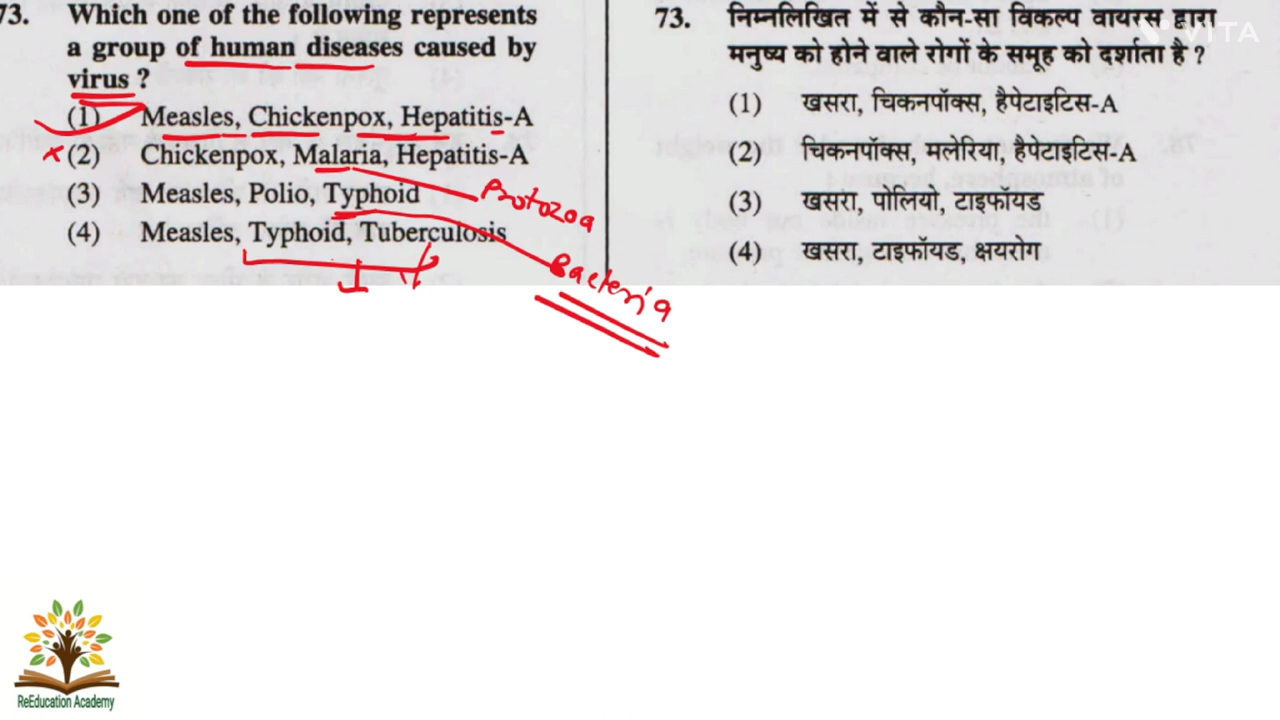 73. Which one of the following represents
a group of human diseases caused by
virus ?
(1) Measles, Chickenpox, Hepatitis-A
(2) Chickenpox, Malaria, Hepatitis-A
(3) Measles, Polio, Typhoid
(4) Measles, Typhoid, Tuberculosis
Protozoa
Bacteria
73. निम्नलिखित में से कौन-सा विकल्प वायरस द्वारा
मनुष्य को होने वाले रोगों के समूह को दर्शाता है ?
(1) खसरा, चिकनपॉक्स, हैपेटाइटिस-A
(2) चिकनपॉक्स, मलेरिया, हैपेटाइटिस-A
(3) खसरा, पोलियो, टाइफॉयड
(4) खसरा, टाइफॉयड, क्षयरोग
VITA
ReEducation Academy